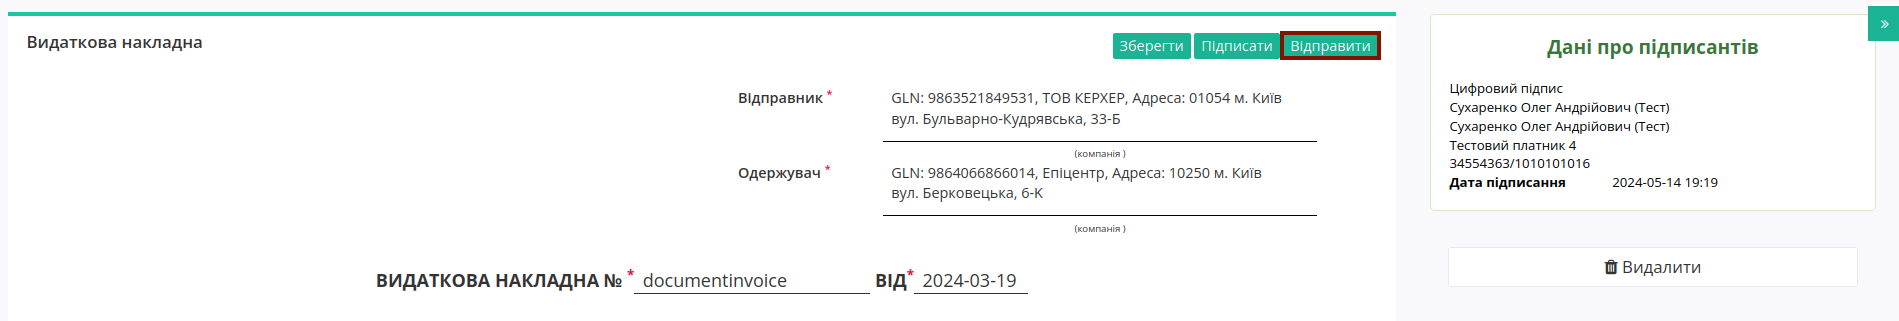 Видаткова накладна
Зберегти Підписати Відправити
Відправник * GLN: 9863521849531, ТОВ КЕРХЕР, Адреса: 01054 м. Київ
вул. Бульварно-Кудрявська, 33-Б
(компанія )
Одержувач * GLN: 9864066866014, Епіцентр, Адреса: 10250 м. Київ
вул. Берковецька, 6-К
(компанія )
ВИДАТКОВА НАКЛАДНА № * documentinvoice ВІД* 2024-03-19
»
Дані про підписантів
Цифровий підпис
Сухаренко Олег Андрійович (Тест)
Сухаренко Олег Андрійович (Тест)
Тестовий платник 4
34554363/1010101016
Дата підписання 2024-05-14 19:19
Видалити